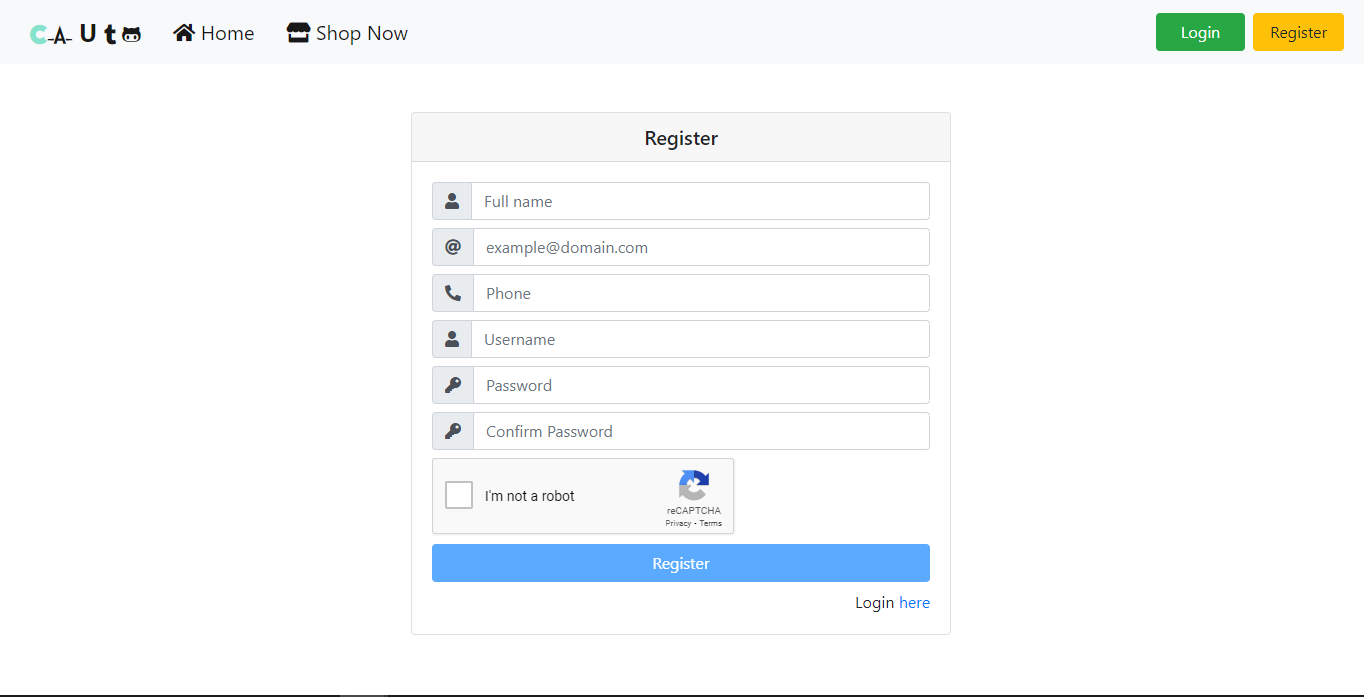 C A U t
Home
Shop Now
Login
Register
Register
Full name
example@domain.com
Phone
Username
Password
Confirm Password
I'm not a robot
reCAPTCHA
Privacy - Terms
Register
Login here